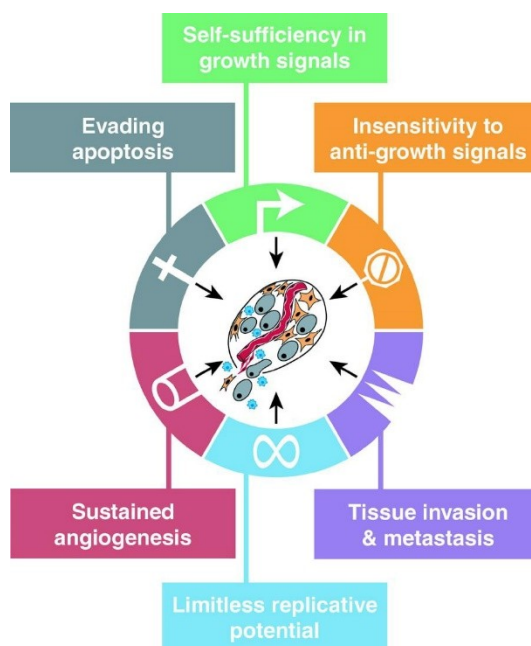 Self-sufficiency in
growth signals
Evading
apoptosis
Insensitivity to
anti-growth signals
Sustained
angiogenesis
Tissue invasion
& metastasis
Limitless replicative
potential